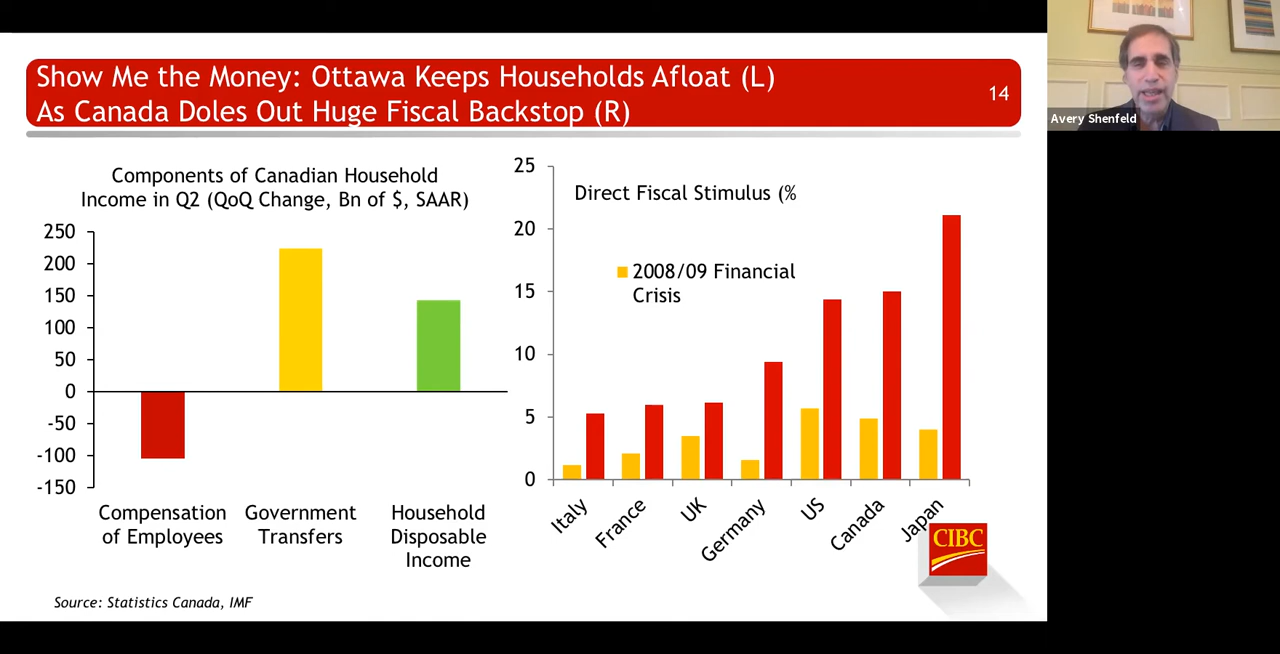 Show Me the Money: Ottawa Keeps Households Afloat (L)
As Canada Doles Out Huge Fiscal Backstop (R)
14
Avery Shenfeld
Components of Canadian Household
Income in Q2 (QoQ Change, Bn of $, SAAR)
250
200
150
100
50
0
-50
-100
-150
Compensation
of Employees
Government
Transfers
Household
Disposable
Income
25
20
15
10
5
0
Direct Fiscal Stimulus (%
2008/09 Financial
Crisis
Italy
France
UK
Germany
US
Canada
Japan
CIBC
Source: Statistics Canada, IMF